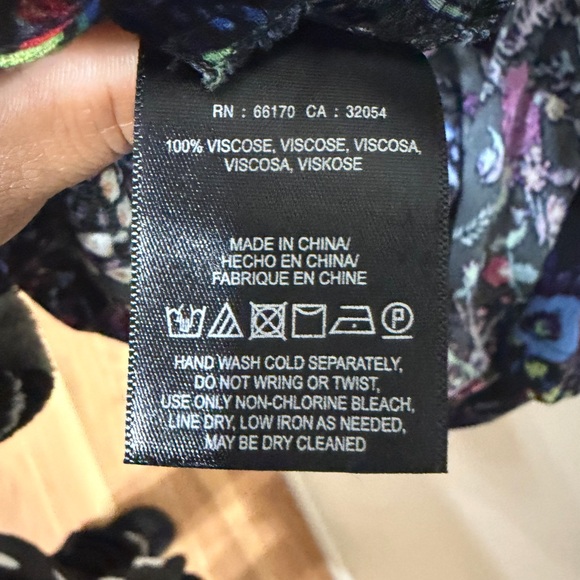 RN : 66170 CA : 32054
100% VISCOSE, VISCOSE, VISCOSA,
VISCOSA, VISKOSE
MADE IN CHINA/
HECHO EN CHINA/
FABRIQUE EN CHINE
P
HAND WASH COLD SEPARATELY,
DO NOT WRING OR TWIST,
USE ONLY NON-CHLORINE BLEACH,
LINE DRY, LOW IRON AS NEEDED,
MAY BE DRY CLEANED